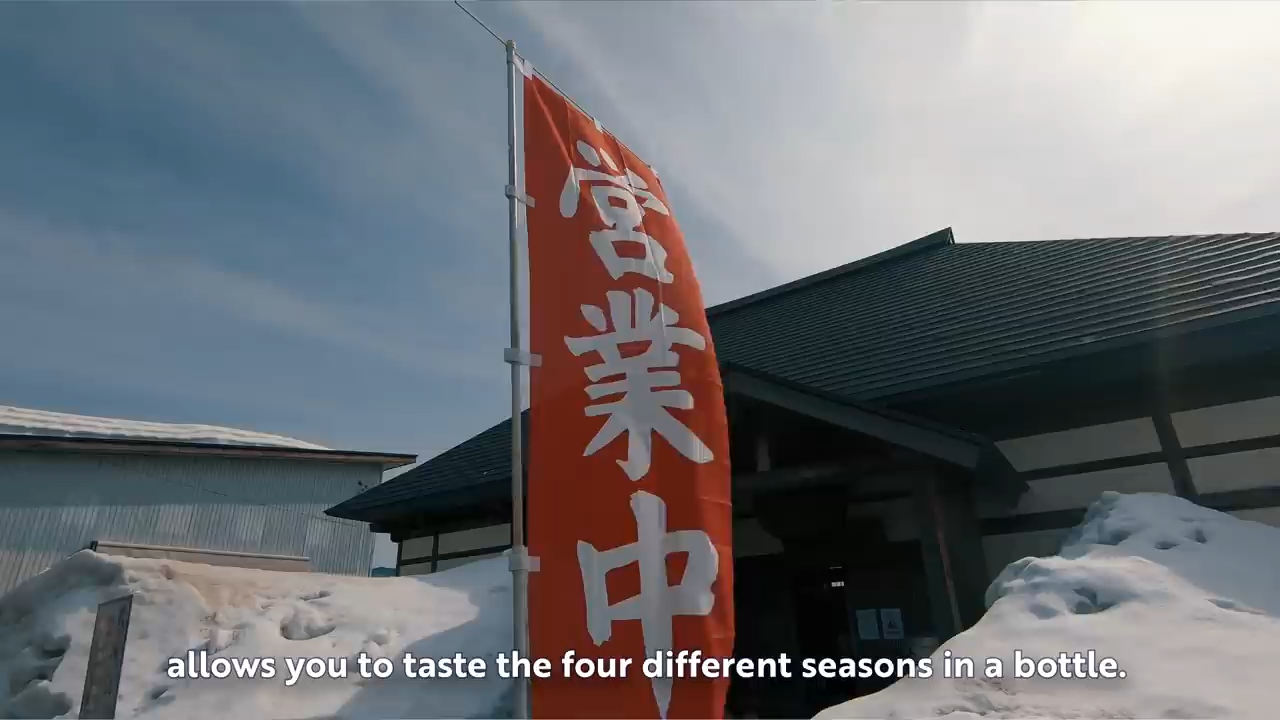 営業中
allows you to taste the four different seasons in a bottle.